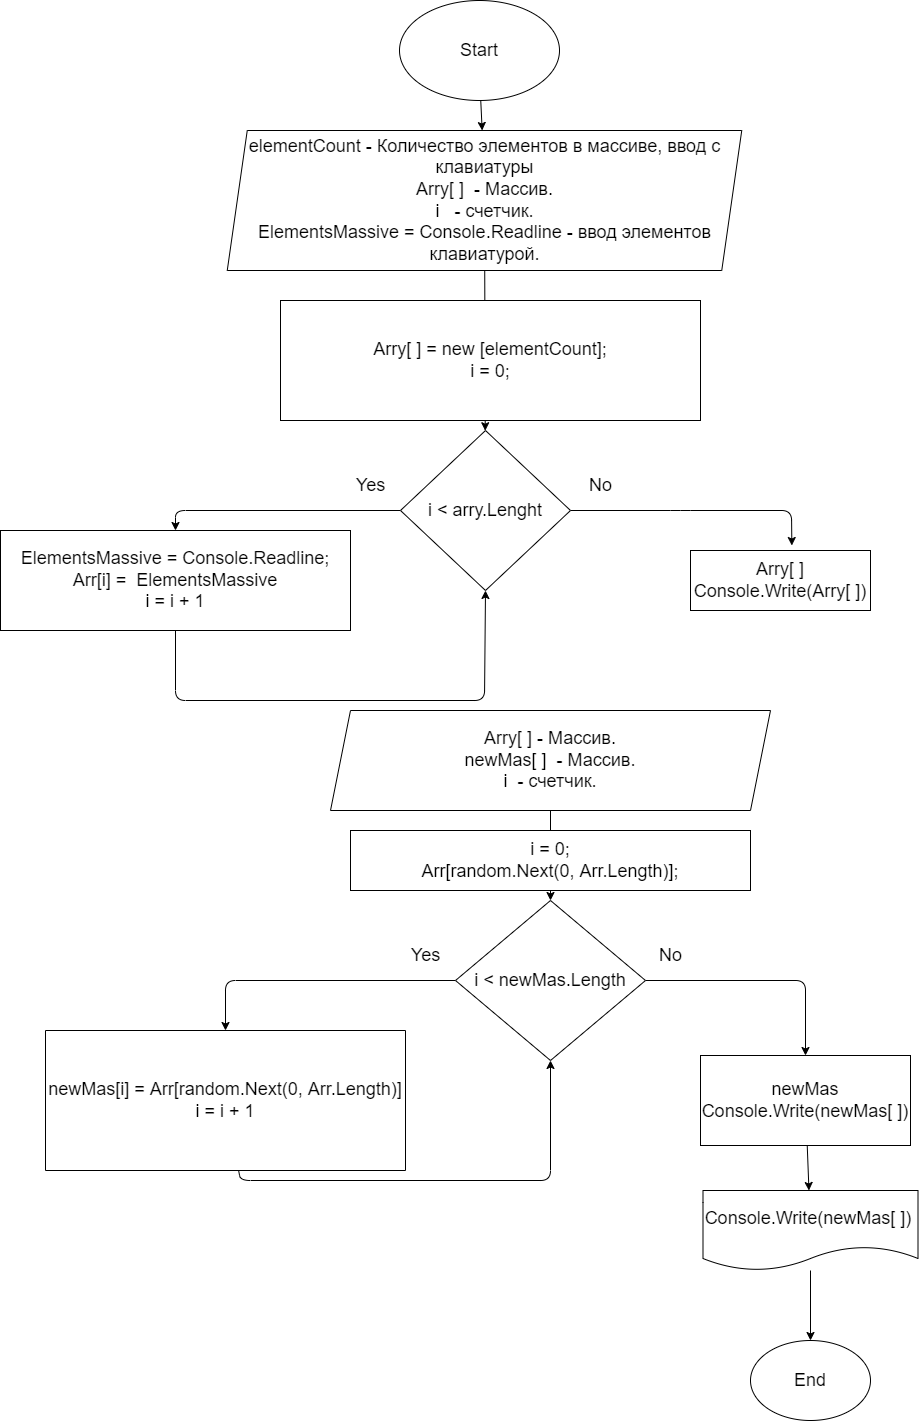 Start
elementCount - Количество элементов в массиве, ввод с
клавиатуры
Arry[ ]  - Массив.
i   - счетчик.
ElementsMassive = Console.Readline - ввод элементов
клавиатурой.
Arry[ ] = new [elementCount];
i = 0;
Yes
No
i < arry.Lenght
ElementsMassive = Console.Readline;
Arr[i] =  ElementsMassive
i = i + 1
Arry[ ]
Console.Write(Arry[ ])
Arry[ ] - Массив.
newMas[ ]  - Массив.
i  - счетчик.
i = 0;
Arr[random.Next(0, Arr.Length)];
Yes
No
i < newMas.Length
newMas[i] = Arr[random.Next(0, Arr.Length)]
i = i + 1
newMas
Console.Write(newMas[ ])
Console.Write(newMas[ ])
End